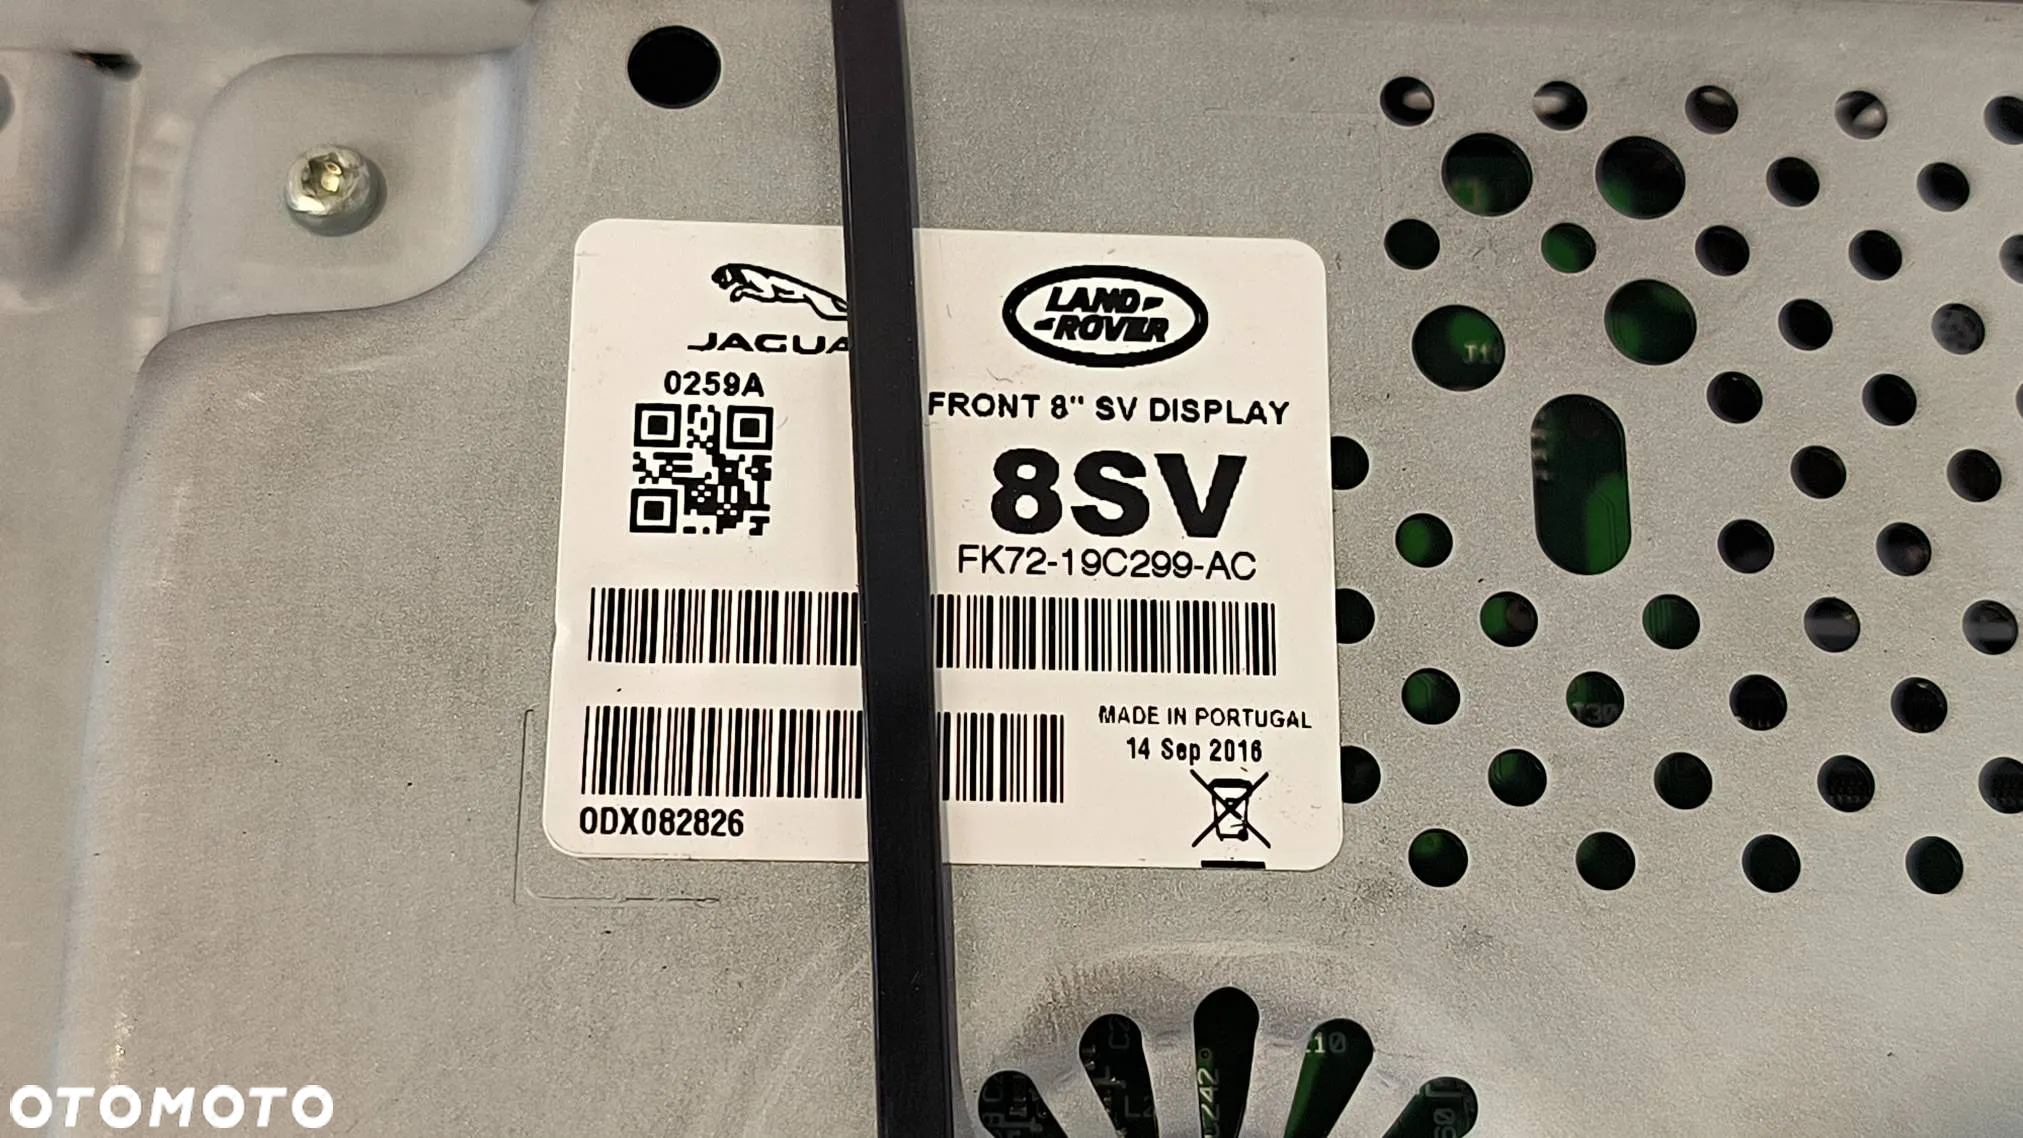 JAGUA
LAND
ROVER
0259A
FRONT 8" SV DISPLAY
8SV
FK72-19C299-AC
MADE IN PORTUGAL
14 Sep 2016
ODX082826
OTOMOTO